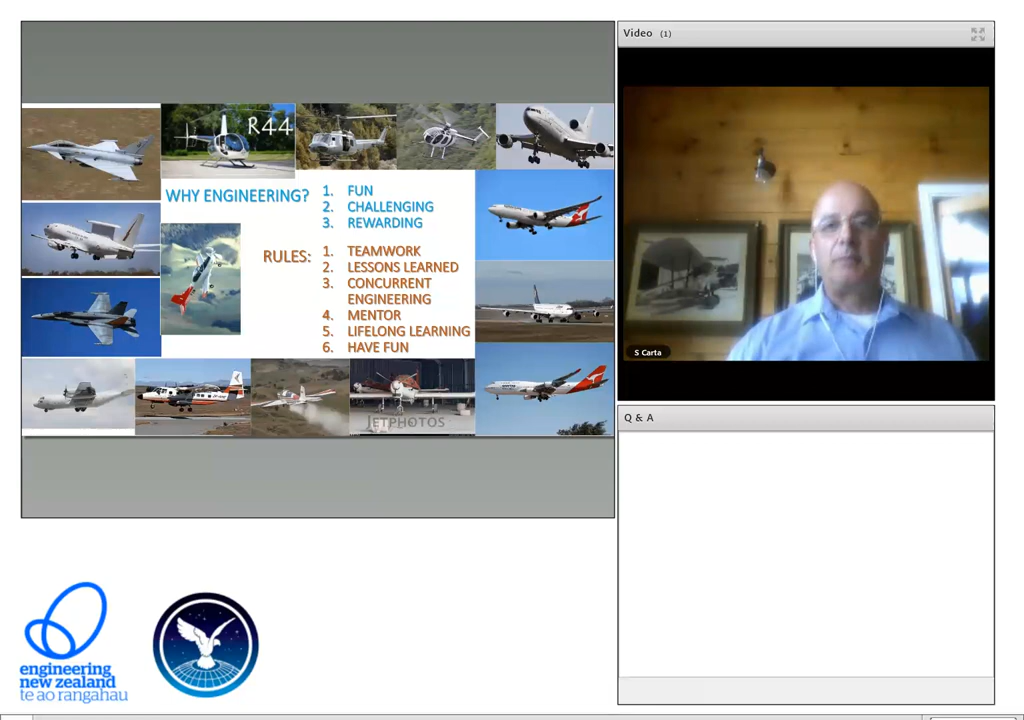 R44
WHY ENGINEERING?
1. FUN
2. CHALLENGING
3. REWARDING
RULES:
1. TEAMWORK
2. LESSONS LEARNED
3. CONCURRENT
ENGINEERING
4. MENTOR
5. LIFELONG LEARNING
6. HAVE FUN
JETPHOTOS
Video (1)
S Carta
Q & A
engineering
new zealand
te ao rangahau